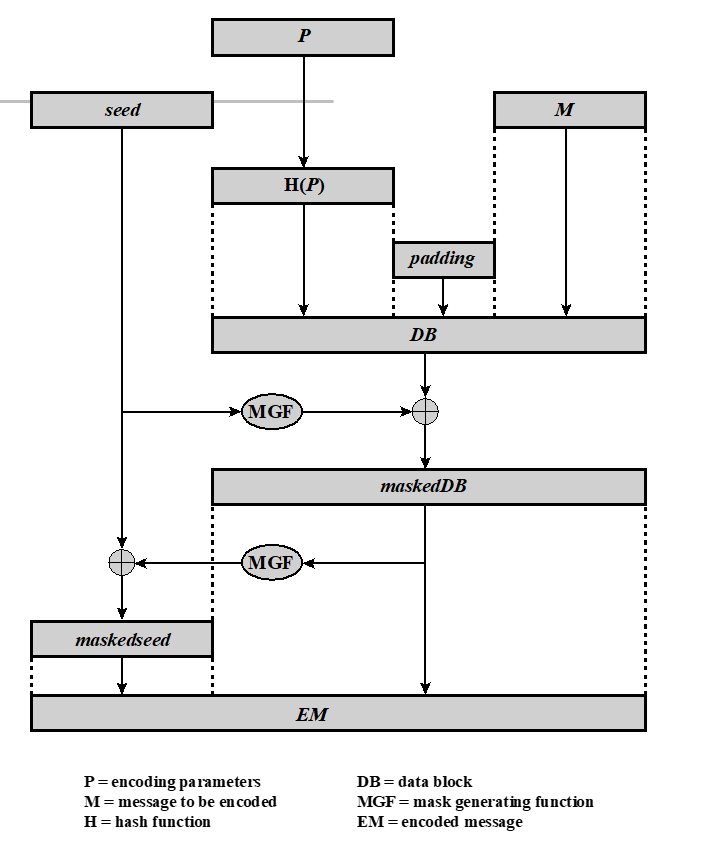 P
seed
M
H(P)
padding
DB
MGF
maskedDB
MGF
maskedseed
EM
P = encoding parameters
M = message to be encoded
H = hash function
DB = data block
MGF = mask generating function
EM = encoded message